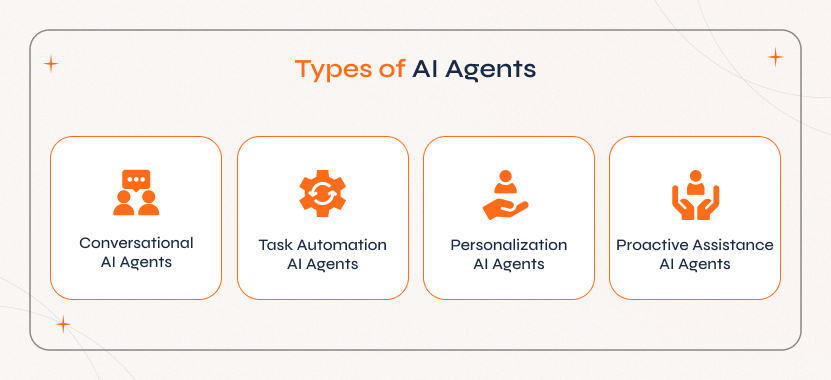 Types of AI Agents
Conversational
AI Agents
Task Automation
AI Agents
Personalization
AI Agents
Proactive Assistance
AI Agents